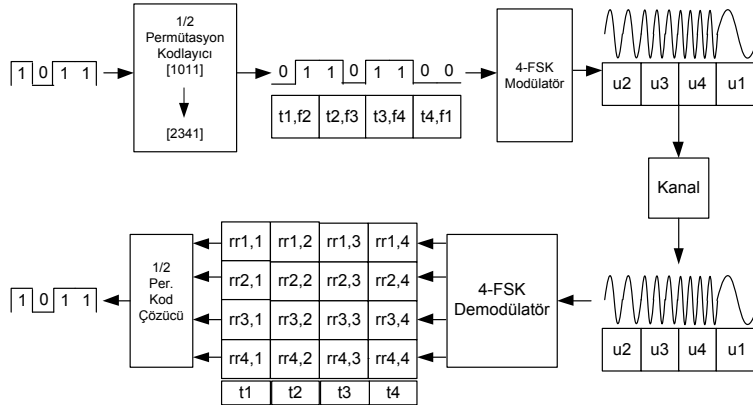 1 0 1 1
1/2
Permütasyon
Kodlayıcı
[1011]
[2341]
0 1 1 0 1 1 0 0
t1,f2 t2,f3 t3,f4 t4,f1
4-FSK
Modülatör
u2 u3 u4 u1
Kanal
u2 u3 u4 u1
4-FSK
Demodülatör
rr1,1 rr1,2 rr1,3 rr1,4
rr2,1 rr2,2 rr2,3 rr2,4
rr3,1 rr3,2 rr3,3 rr3,4
rr4,1 rr4,2 rr4,3 rr4,4
t1 t2 t3 t4
1/2
Per.
Kod
Çözücü
1 0 1 1